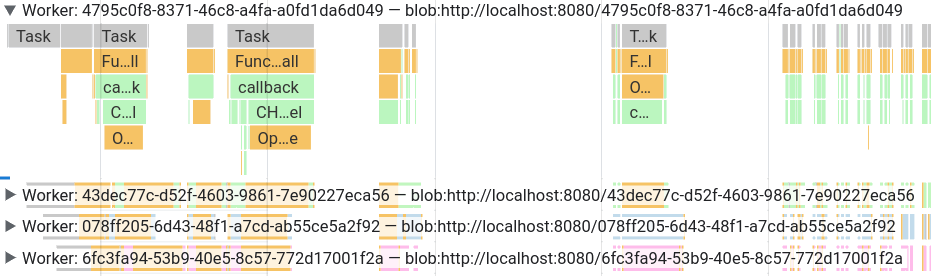 ▼ Worker: 4795c0f8-8371-46c8-a4fa-a0fd1da6d049 — blob:http://localhost:8080/4795c0f8-8371-46c8-a4fa-a0fd1da6d049
Task Task Task T...k
Fu...ll Func...all F...l
ca...k callback O...
C...l CH...el c...
O... Op...e
▶ Worker: 43dec77c-d52f-4603-9861-7e90227eca56 — blob:http://localhost:8080/43dec77c-d52f-4603-9861-7e90227eca56
▶ Worker: 078ff205-6d43-48f1-a7cd-ab55ce5a2f92 — blob:http://localhost:8080/078ff205-6d43-48f1-a7cd-ab55ce5a2f92
▶ Worker: 6fc3fa94-53b9-40e5-8c57-772d17001f2a — blob:http://localhost:8080/6fc3fa94-53b9-40e5-8c57-772d17001f2a